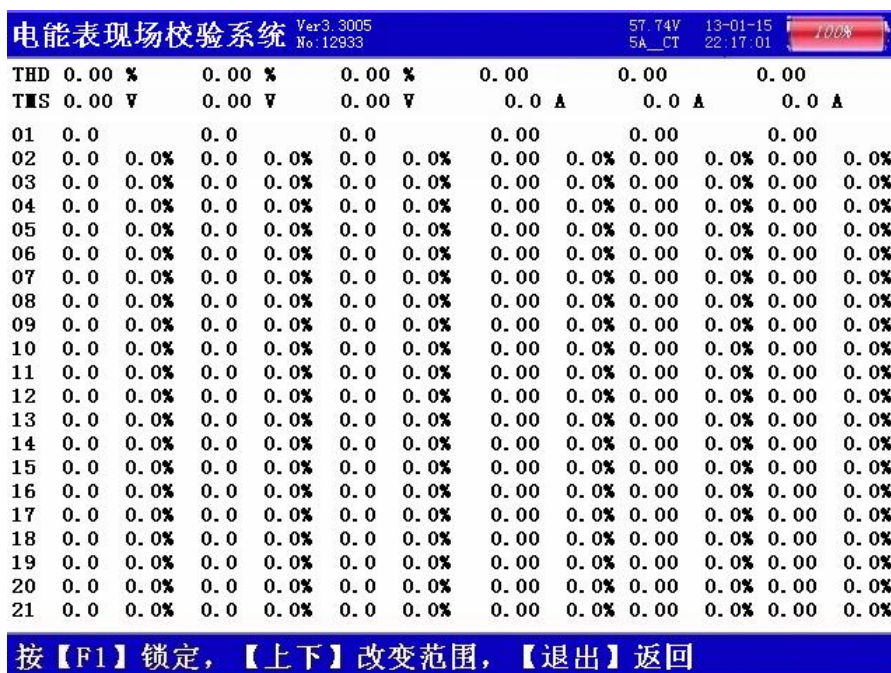 电能表现场校验系统 Ver3.3005 57.74V 13-01-15 100%
No:12933 5A__CT 22:17:01
THD 0.00 % 0.00 % 0.00 % 0.00 0.00 0.00
TMS 0.00 V 0.00 V 0.00 V 0.0 A 0.0 A 0.0 A
01 0.0 0.0 0.0 0.00 0.00 0.00
02 0.0 0.0% 0.0 0.0% 0.0 0.0% 0.00 0.0% 0.00 0.0% 0.00 0.0%
03 0.0 0.0% 0.0 0.0% 0.0 0.0% 0.00 0.0% 0.00 0.0% 0.00 0.0%
04 0.0 0.0% 0.0 0.0% 0.0 0.0% 0.00 0.0% 0.00 0.0% 0.00 0.0%
05 0.0 0.0% 0.0 0.0% 0.0 0.0% 0.00 0.0% 0.00 0.0% 0.00 0.0%
06 0.0 0.0% 0.0 0.0% 0.0 0.0% 0.00 0.0% 0.00 0.0% 0.00 0.0%
07 0.0 0.0% 0.0 0.0% 0.0 0.0% 0.00 0.0% 0.00 0.0% 0.00 0.0%
08 0.0 0.0% 0.0 0.0% 0.0 0.0% 0.00 0.0% 0.00 0.0% 0.00 0.0%
09 0.0 0.0% 0.0 0.0% 0.0 0.0% 0.00 0.0% 0.00 0.0% 0.00 0.0%
10 0.0 0.0% 0.0 0.0% 0.0 0.0% 0.00 0.0% 0.00 0.0% 0.00 0.0%
11 0.0 0.0% 0.0 0.0% 0.0 0.0% 0.00 0.0% 0.00 0.0% 0.00 0.0%
12 0.0 0.0% 0.0 0.0% 0.0 0.0% 0.00 0.0% 0.00 0.0% 0.00 0.0%
13 0.0 0.0% 0.0 0.0% 0.0 0.0% 0.00 0.0% 0.00 0.0% 0.00 0.0%
14 0.0 0.0% 0.0 0.0% 0.0 0.0% 0.00 0.0% 0.00 0.0% 0.00 0.0%
15 0.0 0.0% 0.0 0.0% 0.0 0.0% 0.00 0.0% 0.00 0.0% 0.00 0.0%
16 0.0 0.0% 0.0 0.0% 0.0 0.0% 0.00 0.0% 0.00 0.0% 0.00 0.0%
17 0.0 0.0% 0.0 0.0% 0.0 0.0% 0.00 0.0% 0.00 0.0% 0.00 0.0%
18 0.0 0.0% 0.0 0.0% 0.0 0.0% 0.00 0.0% 0.00 0.0% 0.00 0.0%
19 0.0 0.0% 0.0 0.0% 0.0 0.0% 0.00 0.0% 0.00 0.0% 0.00 0.0%
20 0.0 0.0% 0.0 0.0% 0.0 0.0% 0.00 0.0% 0.00 0.0% 0.00 0.0%
21 0.0 0.0% 0.0 0.0% 0.0 0.0% 0.00 0.0% 0.00 0.0% 0.00 0.0%
按【F1】锁定，【上下】改变范围，【退出】返回